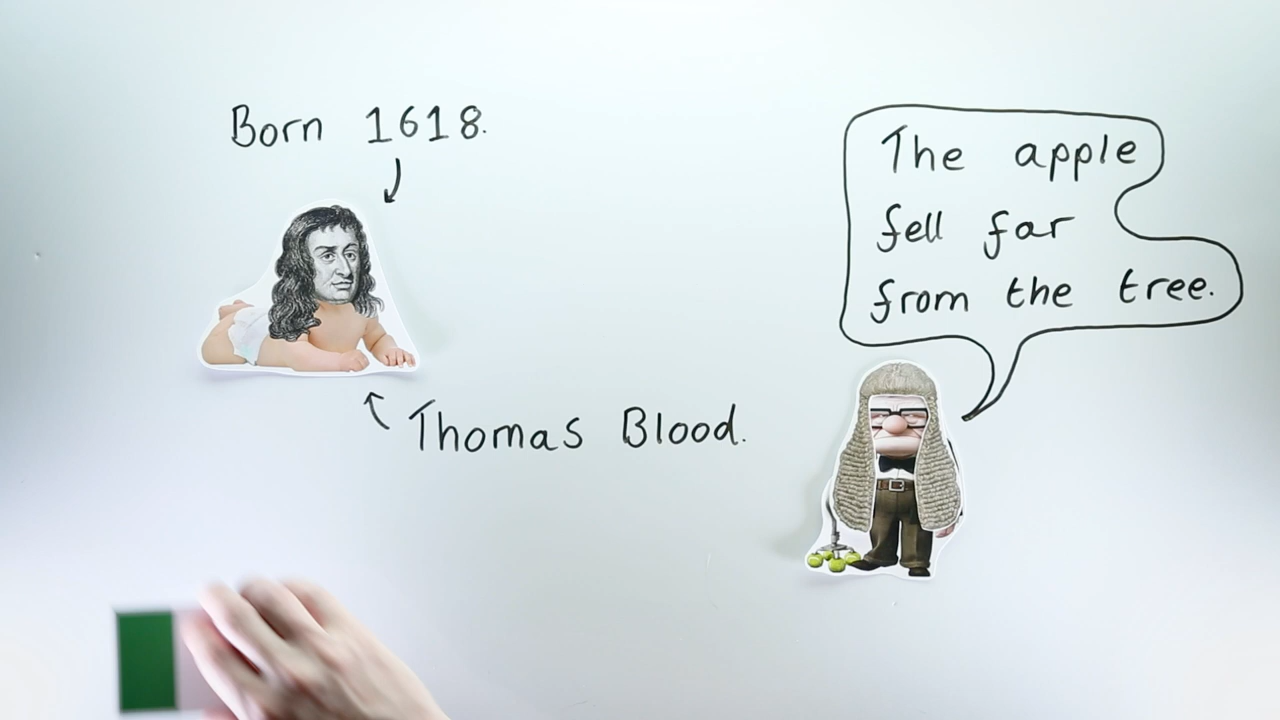 Born 1618.
Thomas Blood.
The apple
fell far
from the tree.